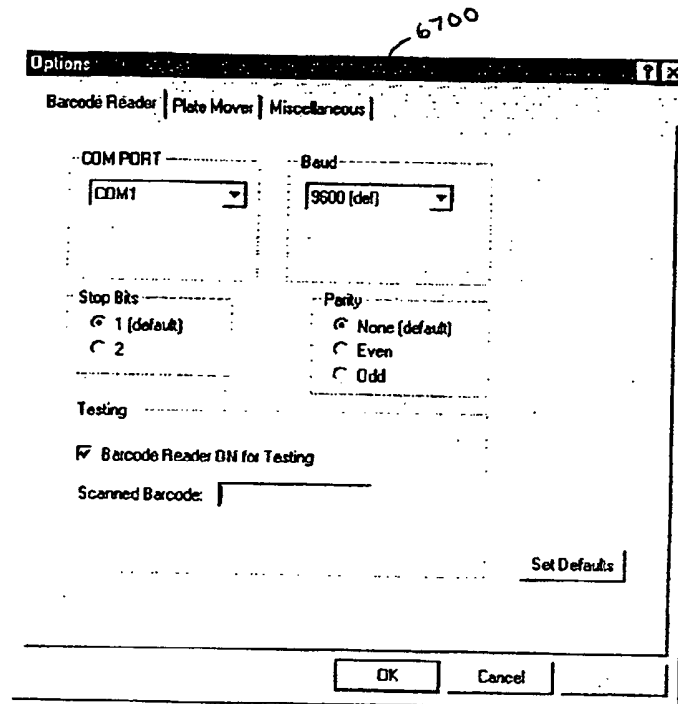 6700
Options ? X
Barcode Reader Plate Mover Miscellaneous
COM PORT Baud
COM1 9600 (def)
Stop Bits Parity
1 (default) None (default)
2 Even
Odd
Testing
Barcode Reader ON for Testing
Scanned Barcode:
Set Defaults
OK Cancel